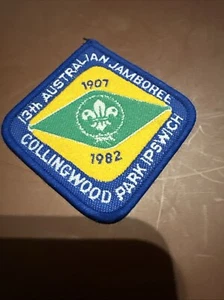 13th AUSTRALIAN JAMBOREE
1907
1982
COLLINGWOOD PARK IPSWICH